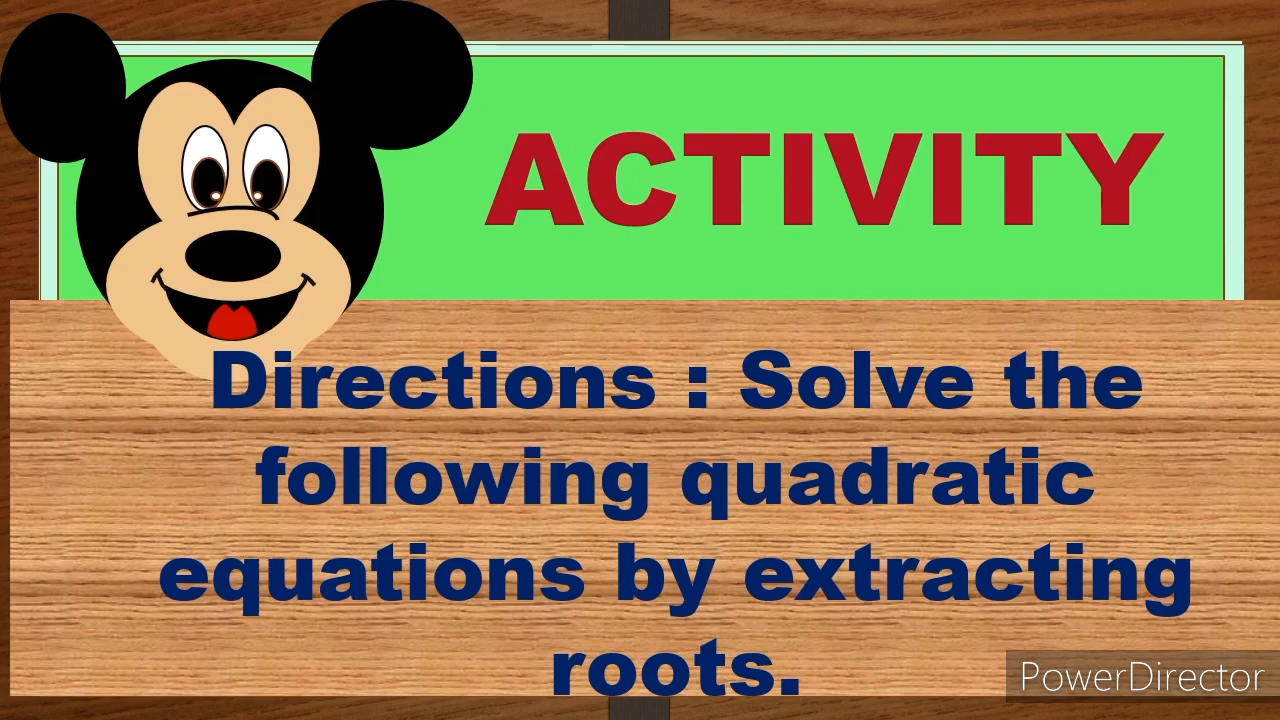 ACTIVITY
Directions : Solve the
following quadratic
equations by extracting
roots.
PowerDirector